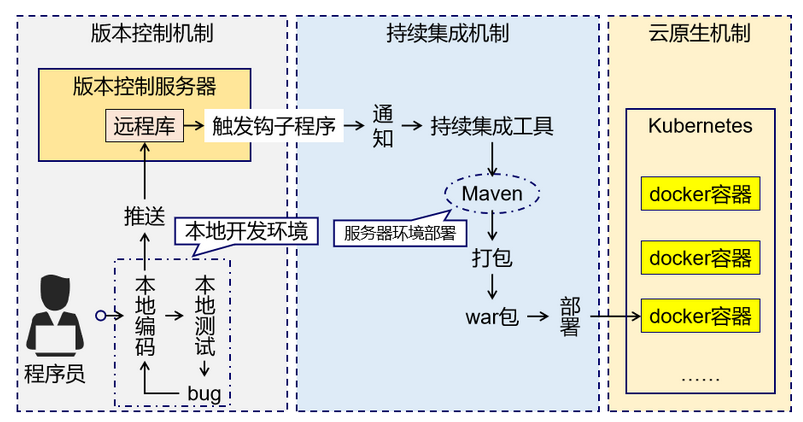 版本控制机制
持续集成机制
云原生机制
版本控制服务器
远程库
触发钩子程序
通知
持续集成工具
Kubernetes
Maven
docker容器
推送
本地开发环境
服务器环境部署
打包
docker容器
本地编码
本地测试
war包
部署
docker容器
程序员
bug
……